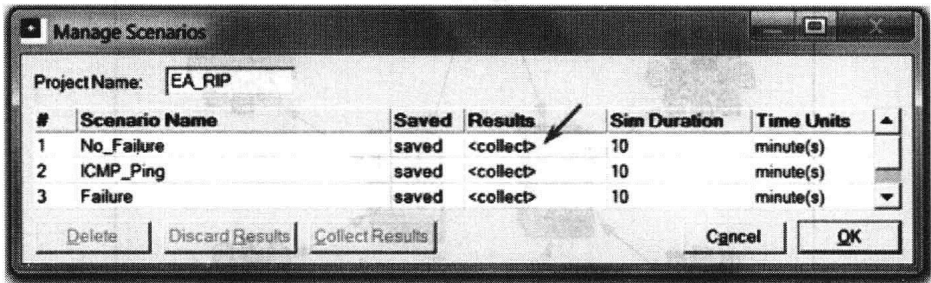 Manage Scenarios
Project Name: EA_RIP
# Scenario Name Saved Results Sim Duration Time Units
1 No_Failure saved <collect> 10 minute(s)
2 ICMP_Ping saved <collect> 10 minute(s)
3 Failure saved <collect> 10 minute(s)
Delete Discard Results Collect Results Cancel OK